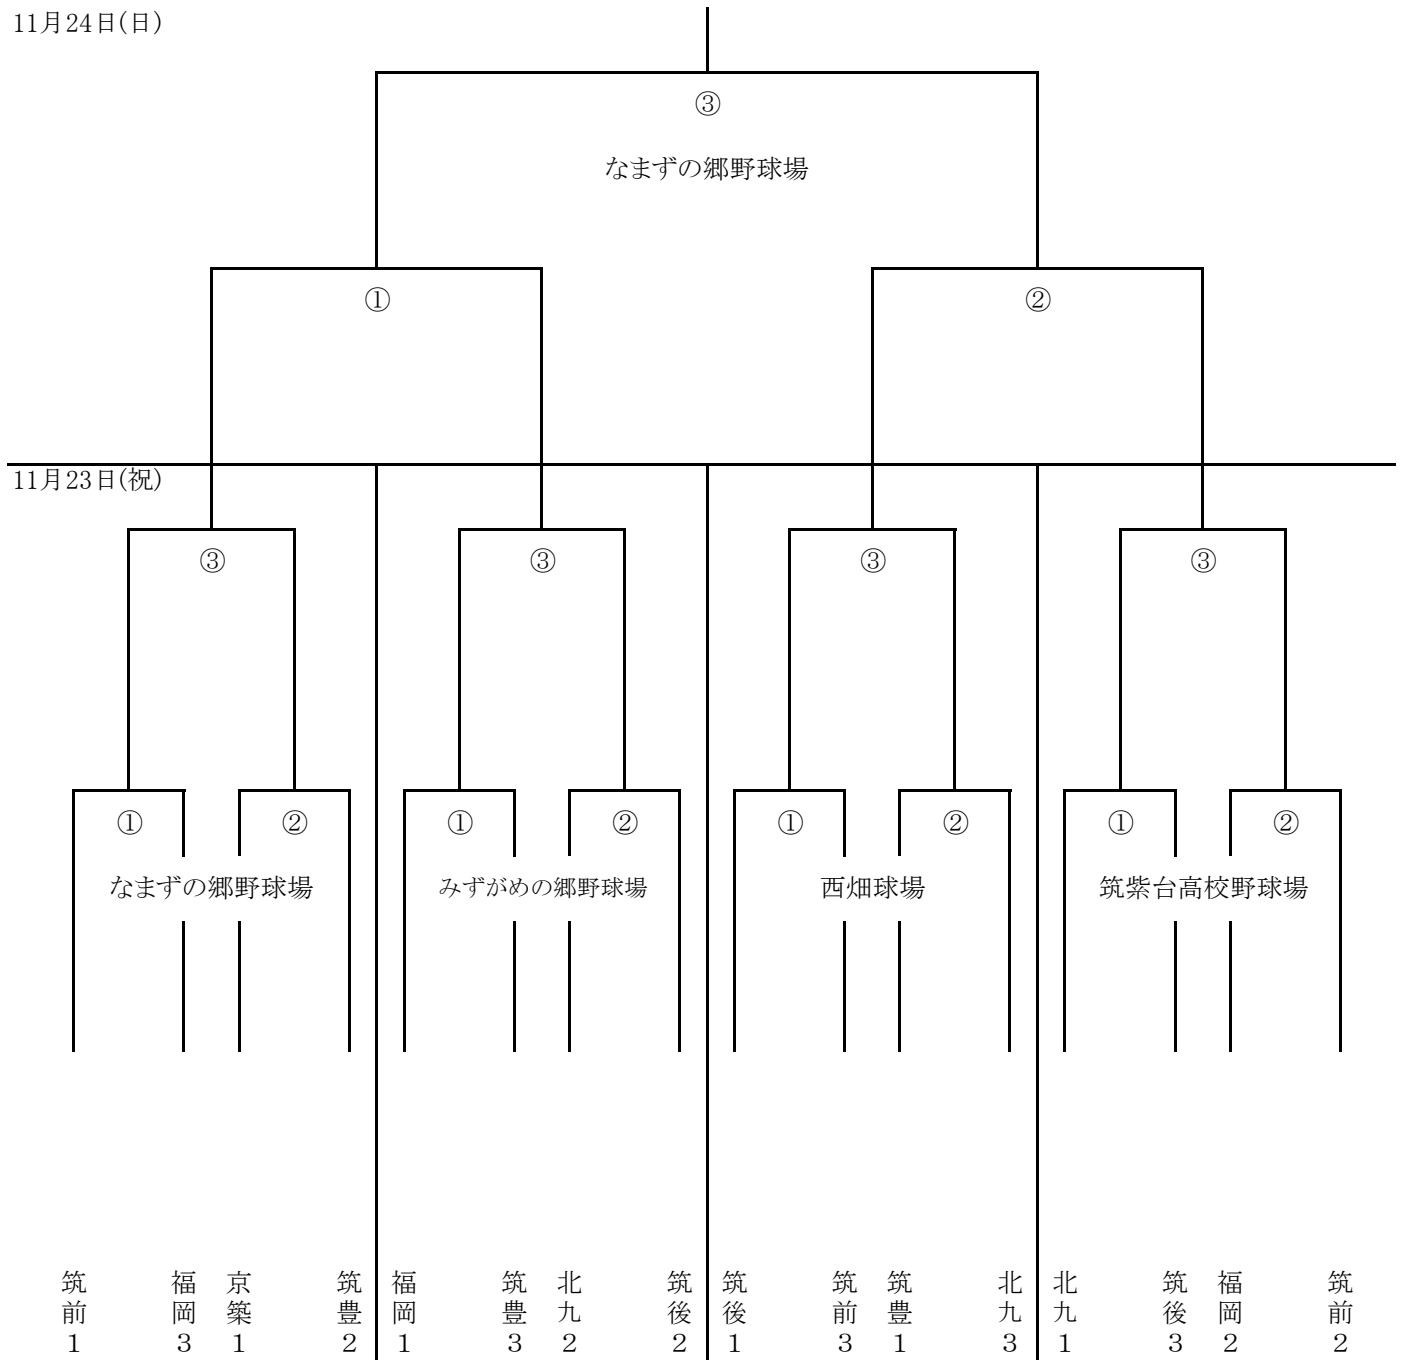 11月24日(日)
③
なまずの郷野球場
①
②
11月23日(祝)
③
③
③
③
①
②
①
②
①
②
①
②
なまずの郷野球場
みずがめの郷野球場
西畑球場
筑紫台高校野球場
筑前１
福岡３
京築１
筑豊２
福岡１
筑豊３
北九２
筑後２
筑後１
筑前３
筑豊１
北九３
北九１
筑後３
福岡２
筑前２